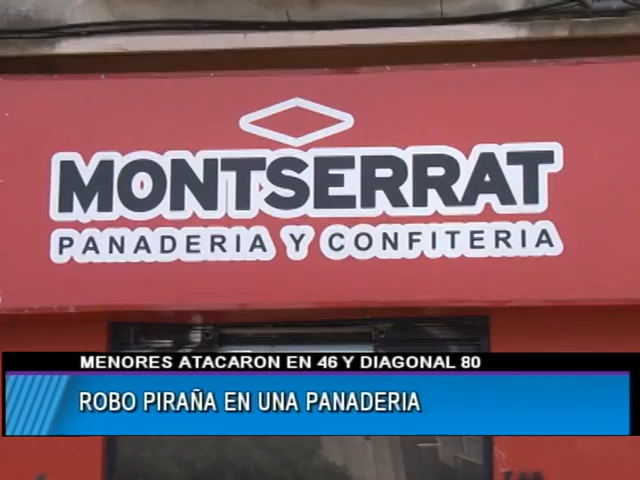 MONTSERRAT
PANADERIA Y CONFITERIA
MENORES ATACARON EN 46 Y DIAGONAL 80
ROBO PIRAÑA EN UNA PANADERIA